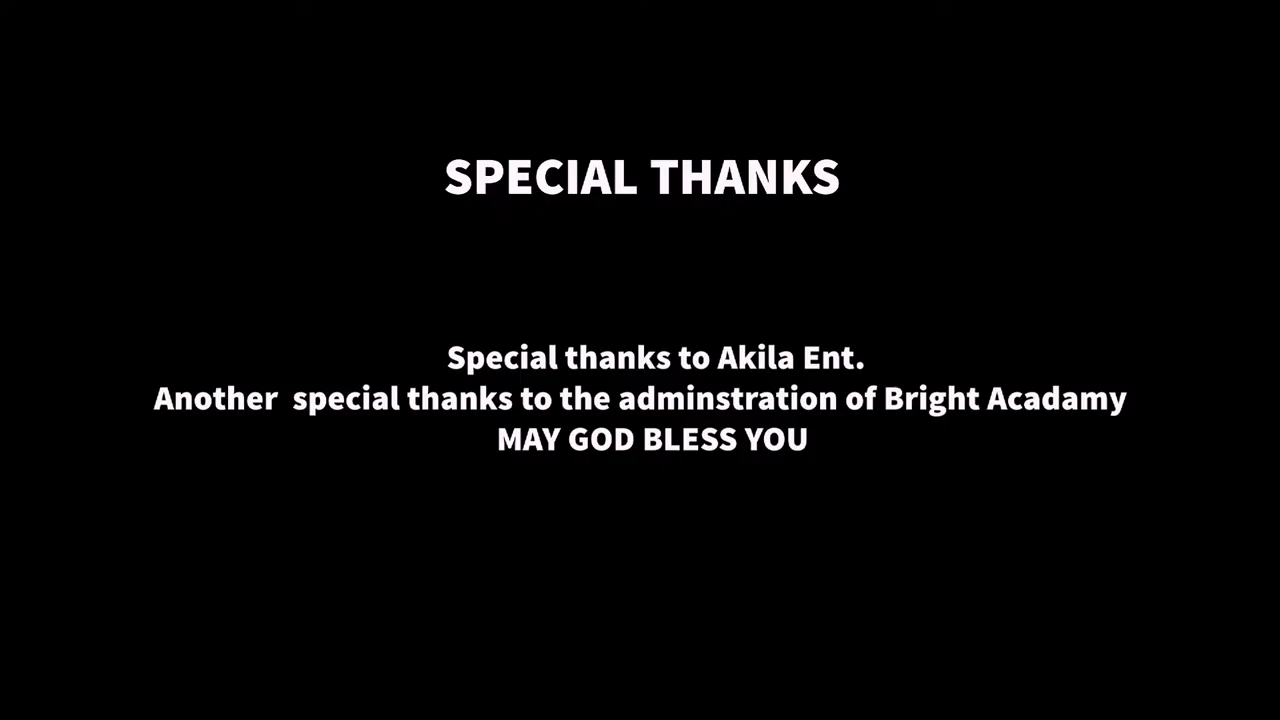 SPECIAL THANKS
Special thanks to Akila Ent.
Another  special thanks to the adminstration of Bright Acadamy
MAY GOD BLESS YOU